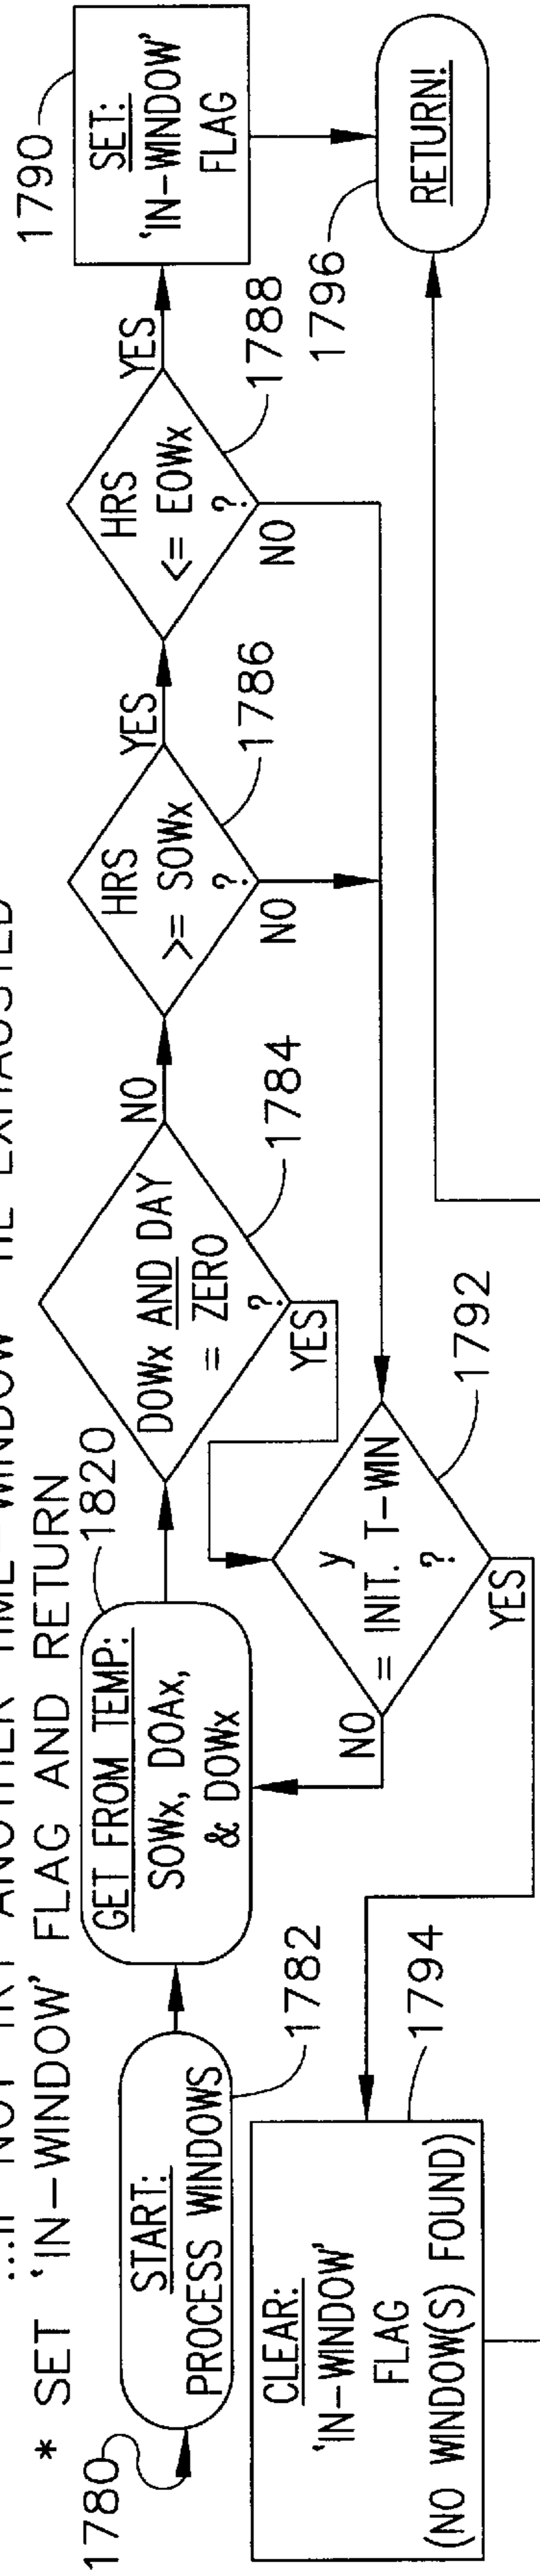 ...IF NOT TRY ANOTHER TIME-WINDOW
EXHAUSTED
* SET 'IN-WINDOW' FLAG AND RETURN
1780
START:
PROCESS WINDOWS
1782
GET FROM TEMP:
SOWx, DOAx,
& DOWx
1820
DOWx AND DAY
= ZERO
?
1784
NO
YES
HRS
>= SOWx
?
1786
YES
NO
HRS
<= EOWx
?
1788
YES
NO
SET:
'IN-WINDOW'
FLAG
1790
y
= INIT. T-WIN
?
1792
NO
YES
CLEAR:
'IN-WINDOW'
FLAG
(NO WINDOW(S) FOUND)
1794
RETURN!
1796